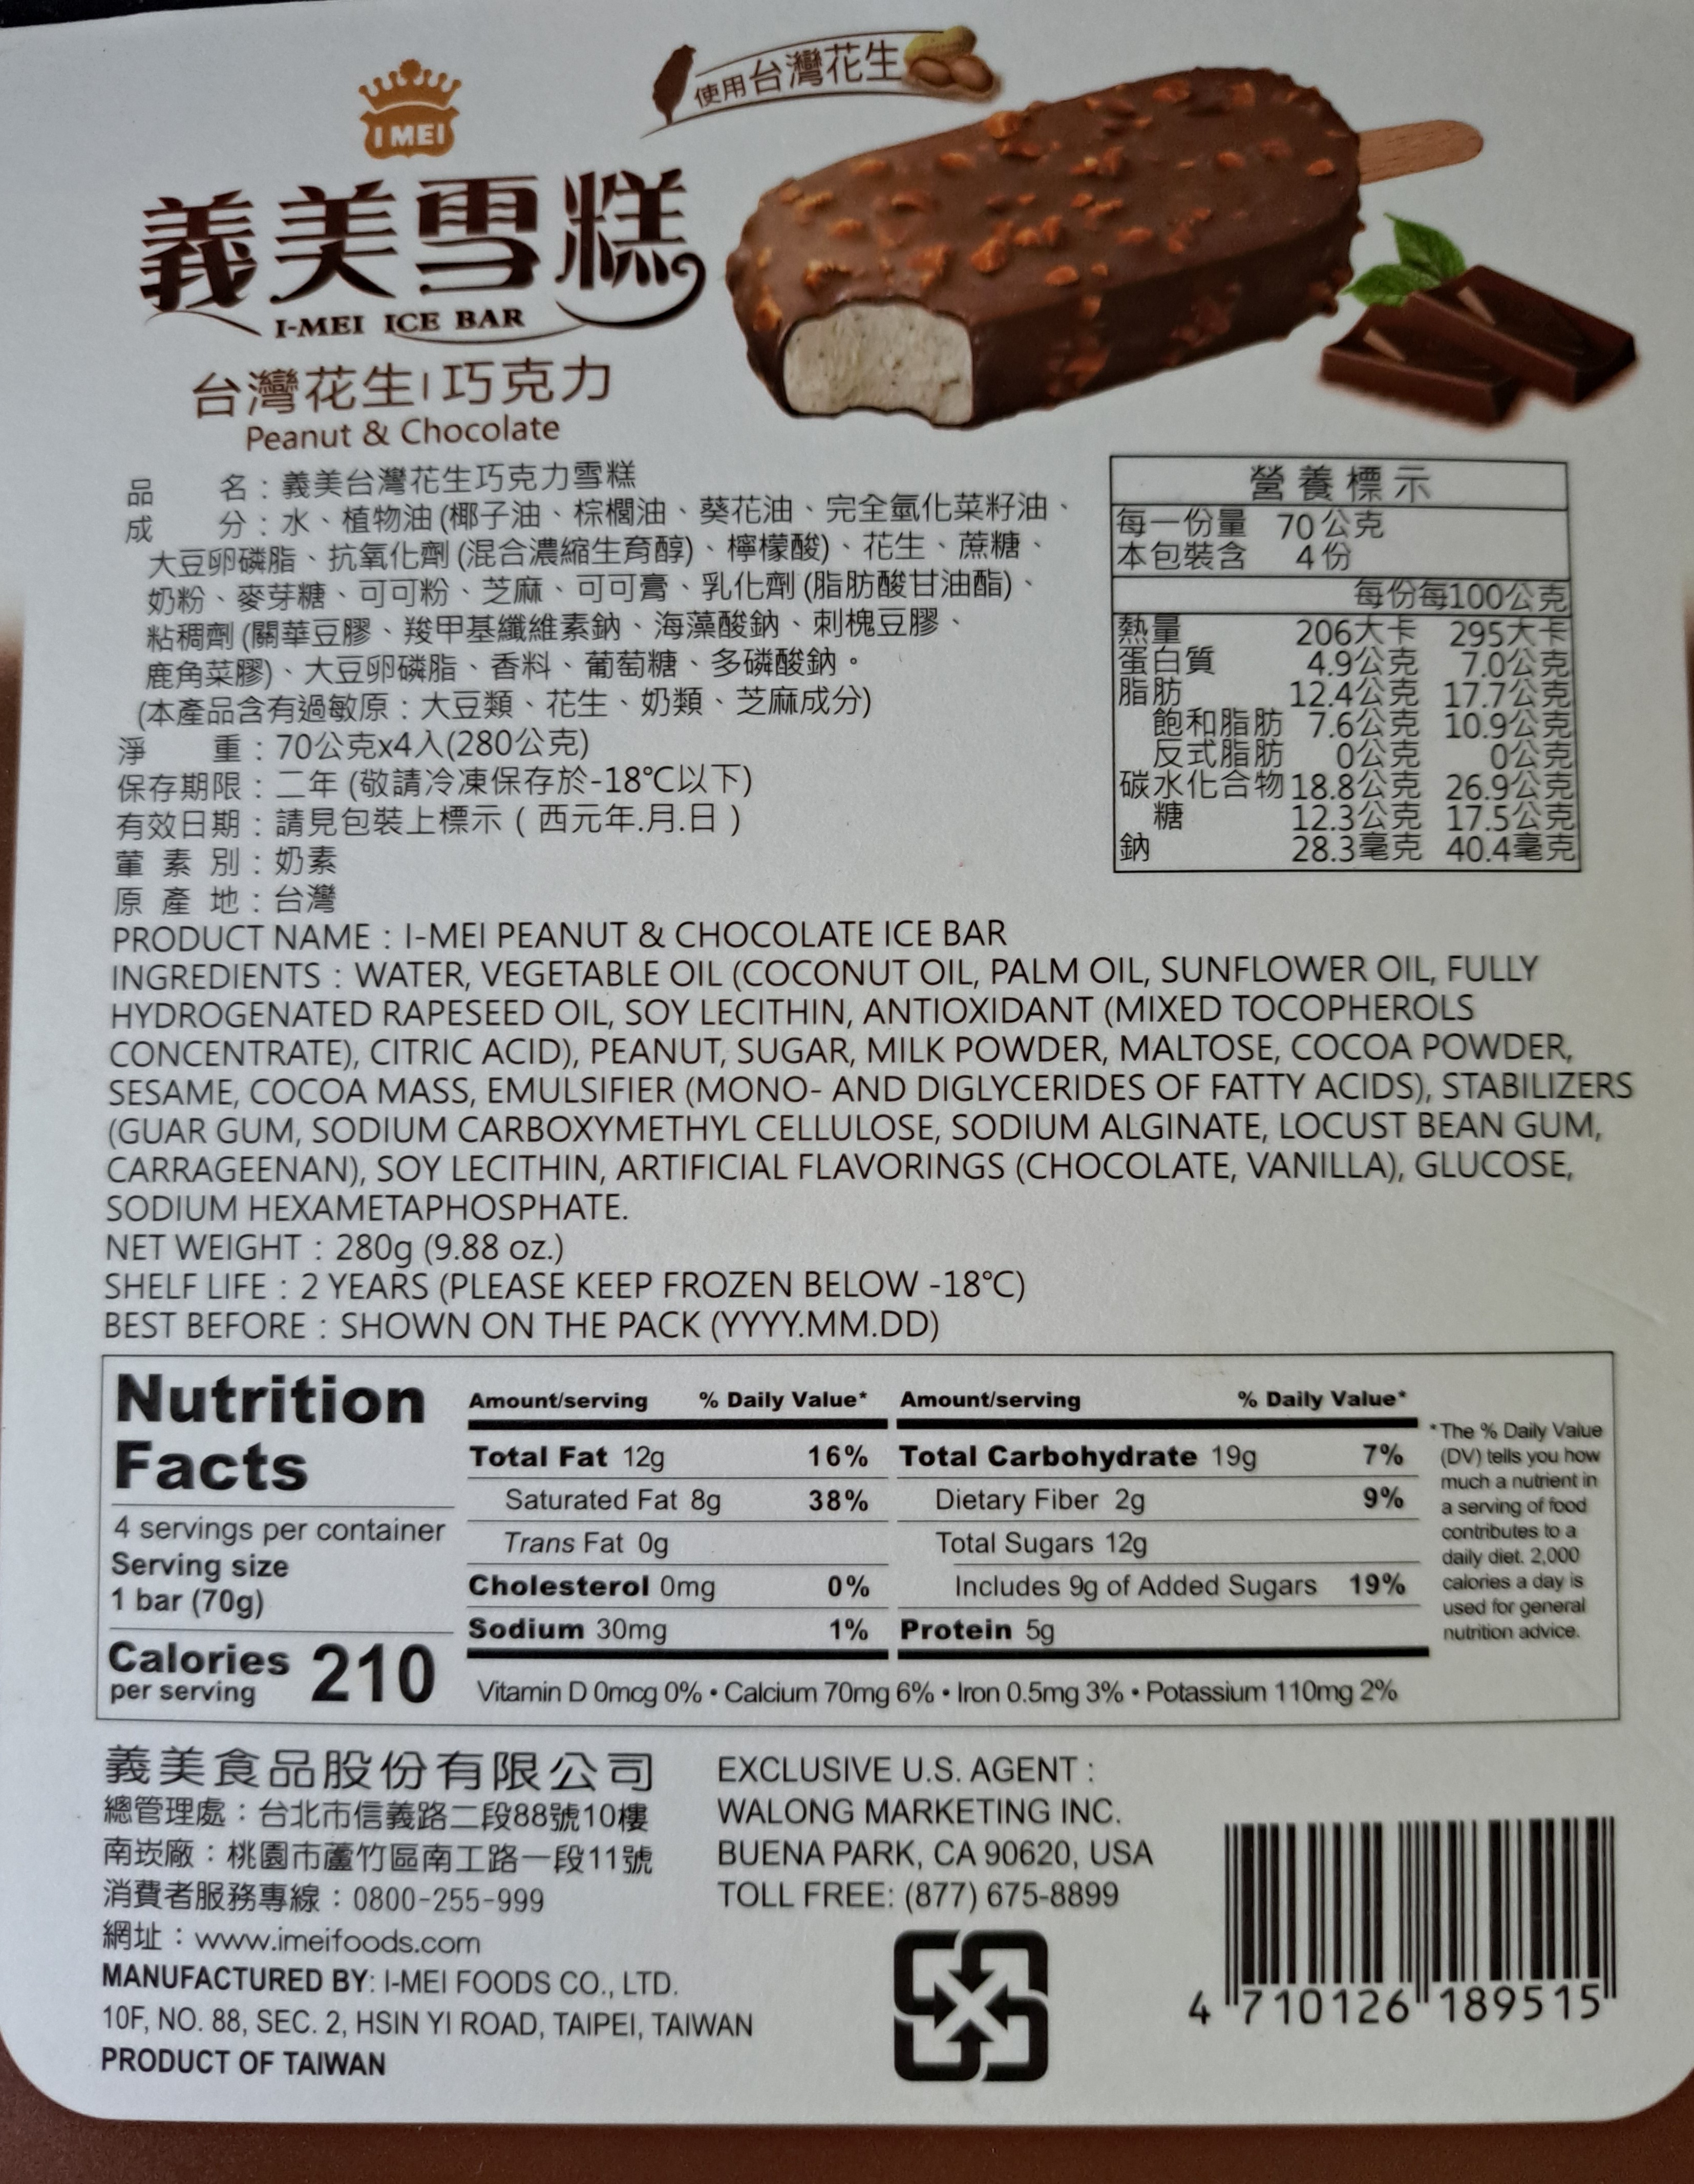 I MEI
使用台灣花生
義美雪糕
I-MEI ICE BAR
台灣花生|巧克力
Peanut & Chocolate
品名：義美台灣花生巧克力雪糕
成分：水、植物油(椰子油、棕櫚油、葵花油、完全氫化菜籽油、
大豆卵磷脂、抗氧化劑(混合濃縮生育醇)、檸檬酸)、花生、蔗糖、
奶粉、麥芽糖、可可粉、芝麻、可可膏、乳化劑(脂肪酸甘油酯)、
粘稠劑(關華豆膠、羧甲基纖維素鈉、海藻酸鈉、刺槐豆膠、
鹿角菜膠)、大豆卵磷脂、香料、葡萄糖、多磷酸鈉。
(本產品含有過敏原：大豆類、花生、奶類、芝麻成分)
淨重：70公克x4入(280公克)
保存期限：二年(敬請冷凍保存於-18℃以下)
有效日期：請見包裝上標示(西元年.月.日)
葷素別：奶素
原產地：台灣
營養標示
每一份量 70公克
本包裝含 4份
每份 每100公克
熱量 206大卡 295大卡
蛋白質 4.9公克 7.0公克
脂肪 12.4公克 17.7公克
飽和脂肪 7.6公克 10.9公克
反式脂肪 0公克 0公克
碳水化合物 18.8公克 26.9公克
糖 12.3公克 17.5公克
鈉 28.3毫克 40.4毫克
PRODUCT NAME : I-MEI PEANUT & CHOCOLATE ICE BAR
INGREDIENTS : WATER, VEGETABLE OIL (COCONUT OIL, PALM OIL, SUNFLOWER OIL, FULLY
HYDROGENATED RAPESEED OIL, SOY LECITHIN, ANTIOXIDANT (MIXED TOCOPHEROLS
CONCENTRATE), CITRIC ACID), PEANUT, SUGAR, MILK POWDER, MALTOSE, COCOA POWDER,
SESAME, COCOA MASS, EMULSIFIER (MONO- AND DIGLYCERIDES OF FATTY ACIDS), STABILIZERS
(GUAR GUM, SODIUM CARBOXYMETHYL CELLULOSE, SODIUM ALGINATE, LOCUST BEAN GUM,
CARRAGEENAN), SOY LECITHIN, ARTIFICIAL FLAVORINGS (CHOCOLATE, VANILLA), GLUCOSE,
SODIUM HEXAMETAPHOSPHATE.
NET WEIGHT : 280g (9.88 oz.)
SHELF LIFE : 2 YEARS (PLEASE KEEP FROZEN BELOW -18℃)
BEST BEFORE : SHOWN ON THE PACK (YYYY.MM.DD)
Nutrition
Facts
4 servings per container
Serving size
1 bar (70g)
Calories
per serving
210
Amount/serving % Daily Value*
Total Fat 12g 16%
Saturated Fat 8g 38%
Trans Fat 0g
Cholesterol 0mg 0%
Sodium 30mg 1%
Amount/serving % Daily Value*
Total Carbohydrate 19g 7%
Dietary Fiber 2g 9%
Total Sugars 12g
Includes 9g of Added Sugars 19%
Protein 5g
Vitamin D 0mcg 0% • Calcium 70mg 6% • Iron 0.5mg 3% • Potassium 110mg 2%
*The % Daily Value
(DV) tells you how
much a nutrient in
a serving of food
contributes to a
daily diet. 2,000
calories a day is
used for general
nutrition advice.
義美食品股份有限公司
總管理處：台北市信義路二段88號10樓
南崁廠：桃園市蘆竹區南工路一段11號
消費者服務專線：0800-255-999
網址：www.imeifoods.com
MANUFACTURED BY: I-MEI FOODS CO., LTD.
10F, NO. 88, SEC. 2, HSIN YI ROAD, TAIPEI, TAIWAN
PRODUCT OF TAIWAN
EXCLUSIVE U.S. AGENT :
WALONG MARKETING INC.
BUENA PARK, CA 90620, USA
TOLL FREE: (877) 675-8899
4 710126 189515